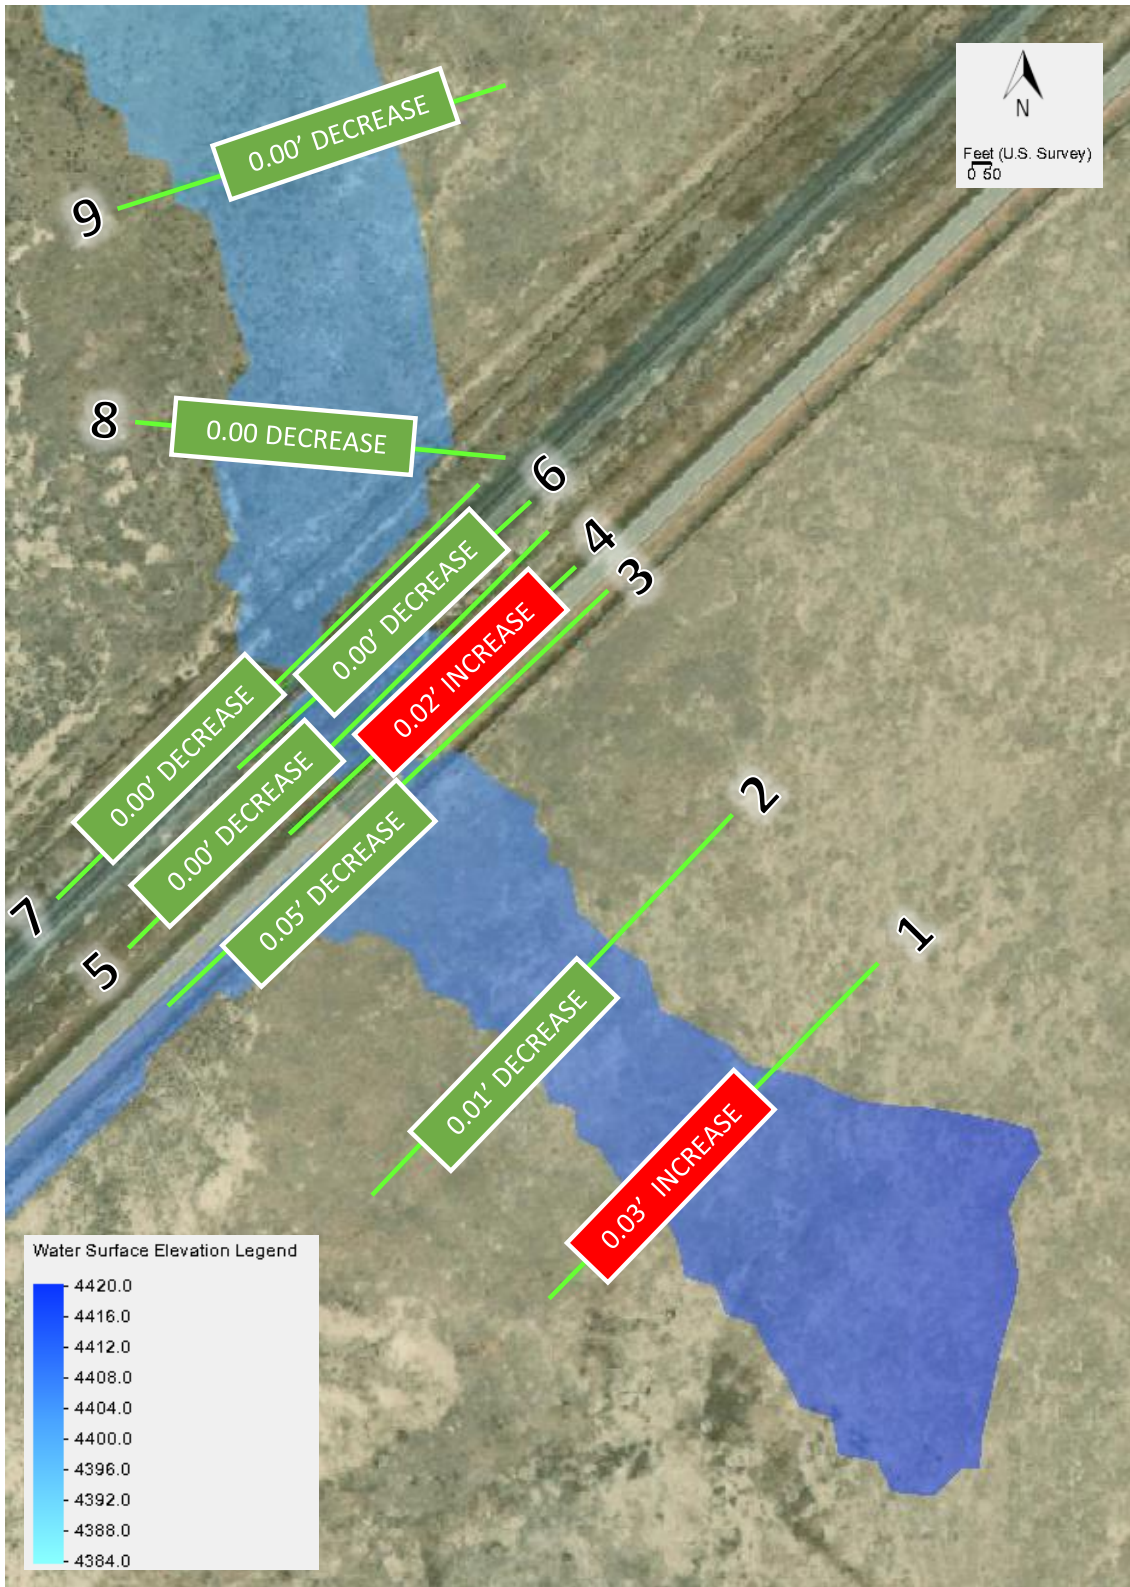 N
Feet (U.S. Survey)
0 50
0.00’ DECREASE
9
8
0.00 DECREASE
6
0.00’ DECREASE
4
3
0.02’ INCREASE
0.00’ DECREASE
7
0.00’ DECREASE
5
0.05’ DECREASE
2
0.01’ DECREASE
1
0.03’ INCREASE
Water Surface Elevation Legend
4420.0
4416.0
4412.0
4408.0
4404.0
4400.0
4396.0
4392.0
4388.0
4384.0